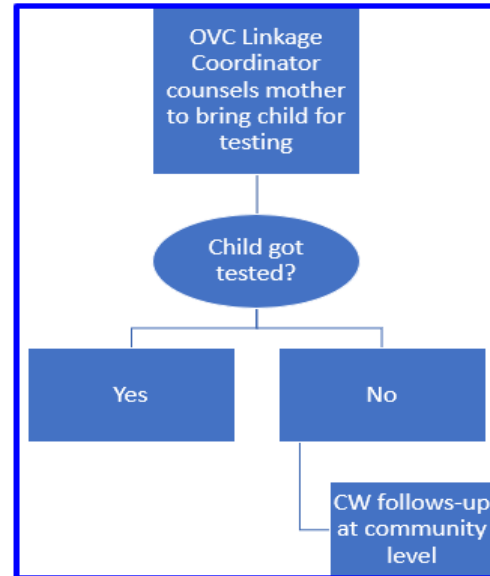 OVC Linkage
Coordinator
counsels mother
to bring child for
testing
Child got
tested?
Yes
No
CW follows-up
at community
level